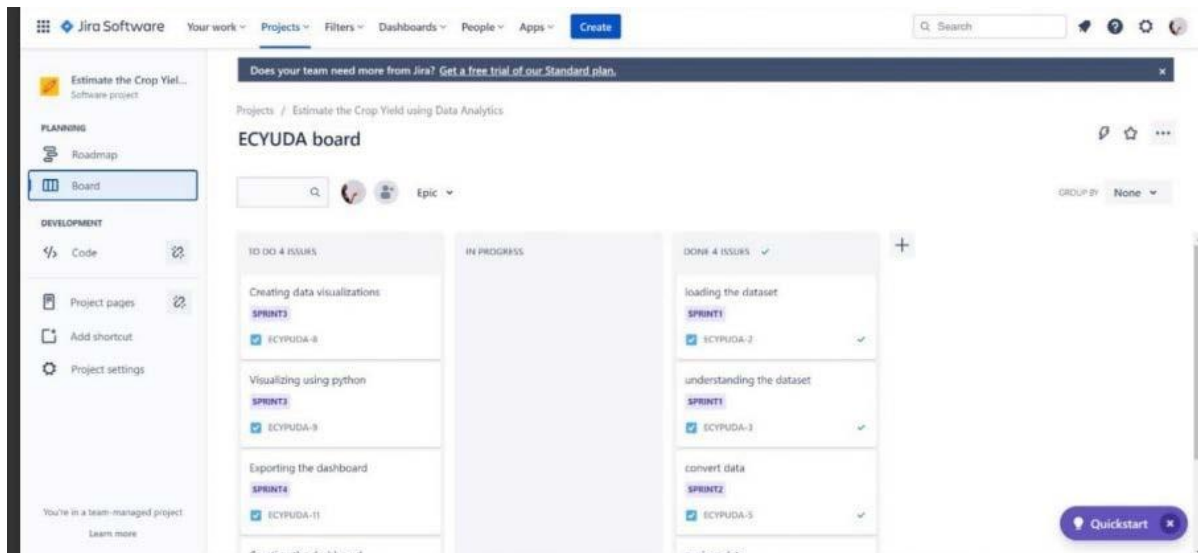 Jira Software Your work Projects Filters Dashboards People Apps Create Search
Estimate the Crop Yiel...
Software project
PLANNING
Roadmap
Board
DEVELOPMENT
Code
Project pages
Add shortcut
Project settings
You're in a team-managed project
Learn more
Does your team need more from Jira? Get a free trial of our Standard plan.
Projects / Estimate the Crop Yield using Data Analytics
ECYUDA board
Epic
GROUP BY None
TO DO 4 ISSUES
Creating data visualizations
SPRINT3
ECYPUDA-8
Visualizing using python
SPRINT3
ECYPUDA-9
Exporting the dashboard
SPRINT4
ECYPUDA-11
IN PROGRESS
DONE 4 ISSUES
loading the dataset
SPRINT1
ECYPUDA-2
understanding the dataset
SPRINT1
ECYPUDA-3
convert data
SPRINT2
ECYPUDA-5
Quickstart